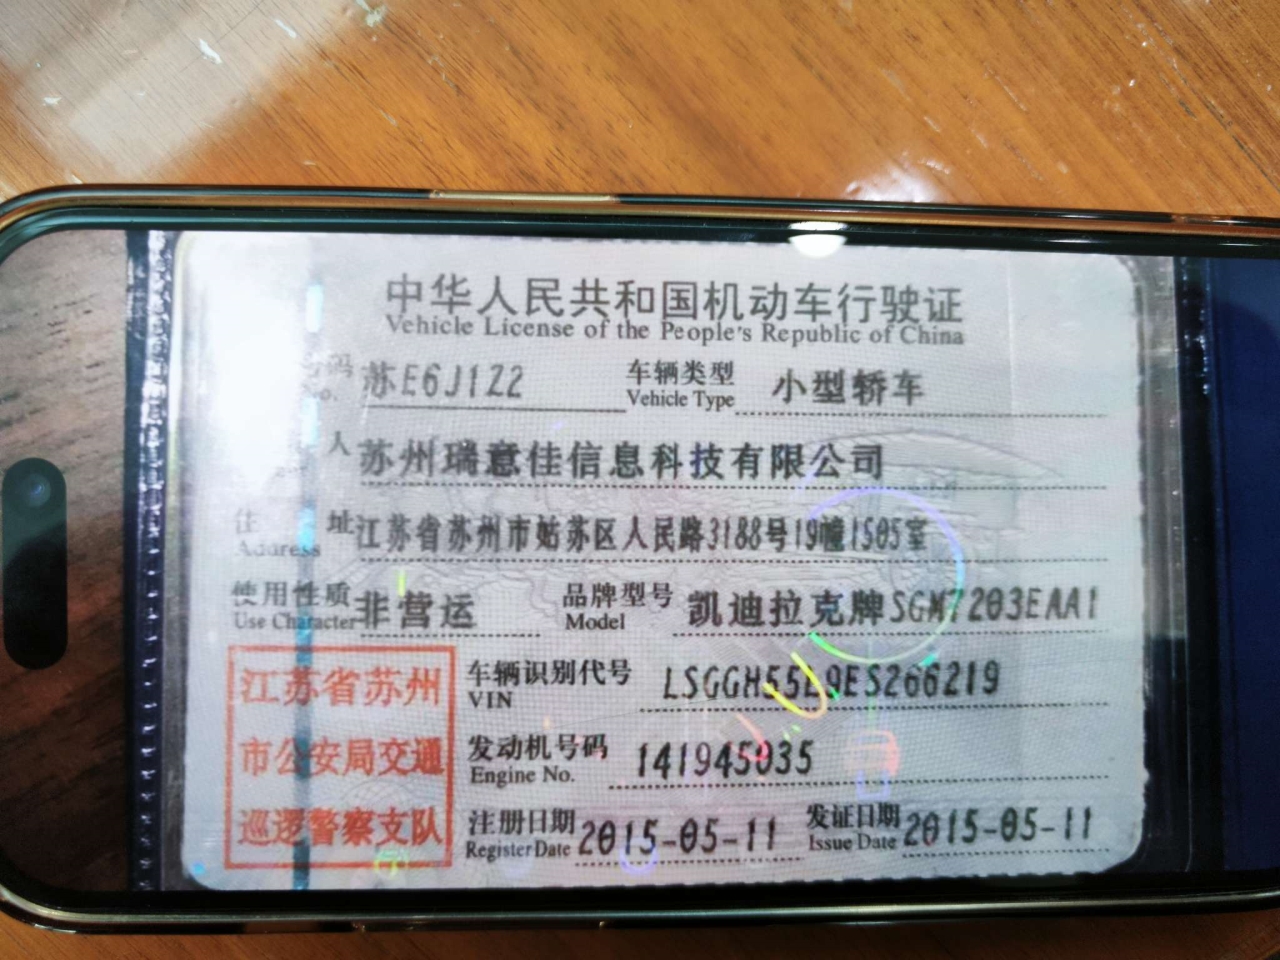 中华人民共和国机动车行驶证
Vehicle License of the People's Republic of China
号码 苏E6J1Z2 车辆类型 小型轿车
No. Vehicle Type
人 苏州瑞意佳信息科技有限公司
住 址 江苏省苏州市姑苏区人民路3188号19幢1505室
Address
使用性质 非营运 品牌型号 凯迪拉克牌SGM7203EAA1
Use Character Model
江苏省苏州
市公安局交通
巡逻警察支队
车辆识别代号 LSGGH55L9ES266219
VIN
发动机号码 141945035
Engine No.
注册日期 2015-05-11 发证日期 2015-05-11
Register Date Issue Date